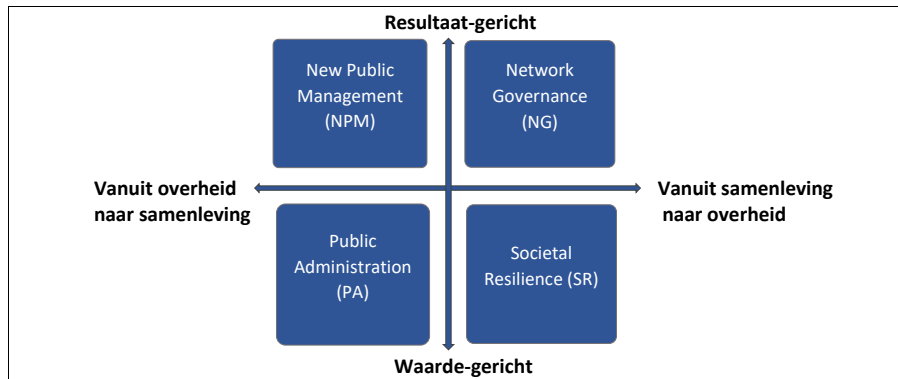 Resultaat-gericht
New Public
Management
(NPM)
Network
Governance
(NG)
Vanuit overheid
naar samenleving
Vanuit samenleving
naar overheid
Public
Administration
(PA)
Societal
Resilience (SR)
Waarde-gericht